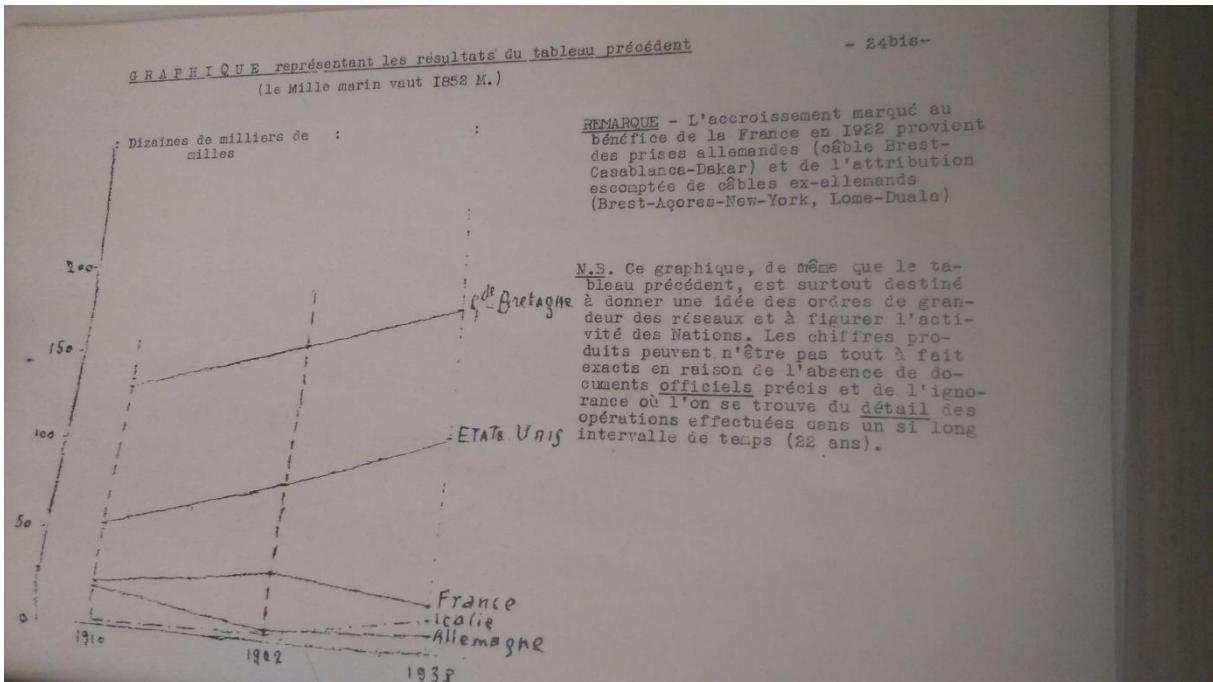 - 24bis-
GRAPHIQUE représentant les résultats du tableau précédent
(le Mille marin vaut I852 M.)
: Dizaines de milliers de : :
milles
200
150
100
50
0
1910
1922
1938
Gde-Bretagne
ETATS UNIS
France
Italie
Allemagne
REMARQUE - L'accroissement marqué au
bénéfice de la France en I922 provient
des prises allemandes (câble Brest-
Casablanca-Dakar) et de l'attribution
escomptée de câbles ex-allemands
(Brest-Açores-New-York, Lome-Duala)
N.B. Ce graphique, de même que le ta-
bleau précédent, est surtout destiné
à donner une idée des ordres de gran-
deur des réseaux et à figurer l'acti-
vité des Nations. Les chiffres pro-
duits peuvent n'être pas tout à fait
exacts en raison de l'absence de do-
cuments officiels précis et de l'igno-
rance où l'on se trouve du détail des
opérations effectuées dans un si long
intervalle de temps (22 ans).